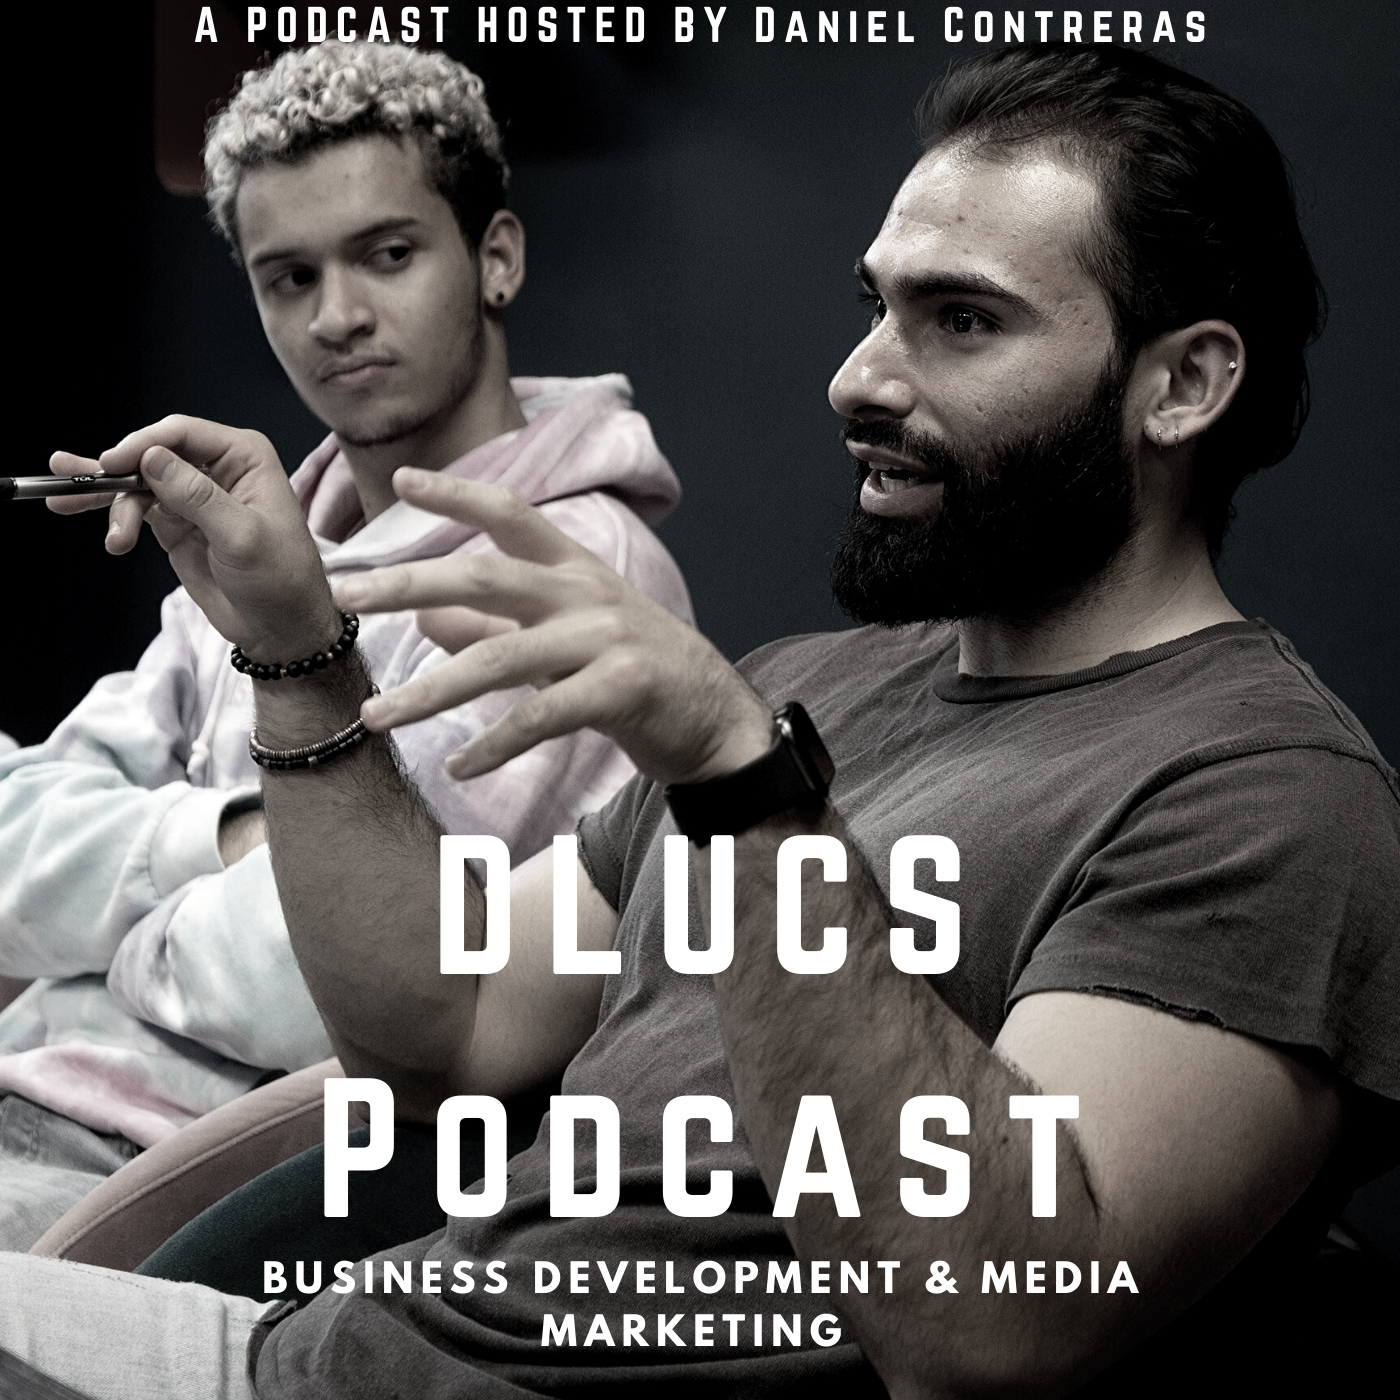 A PODCAST HOSTED BY DANIEL CONTRERAS
DLUCS
PODCAST
BUSINESS DEVELOPMENT & MEDIA
MARKETING